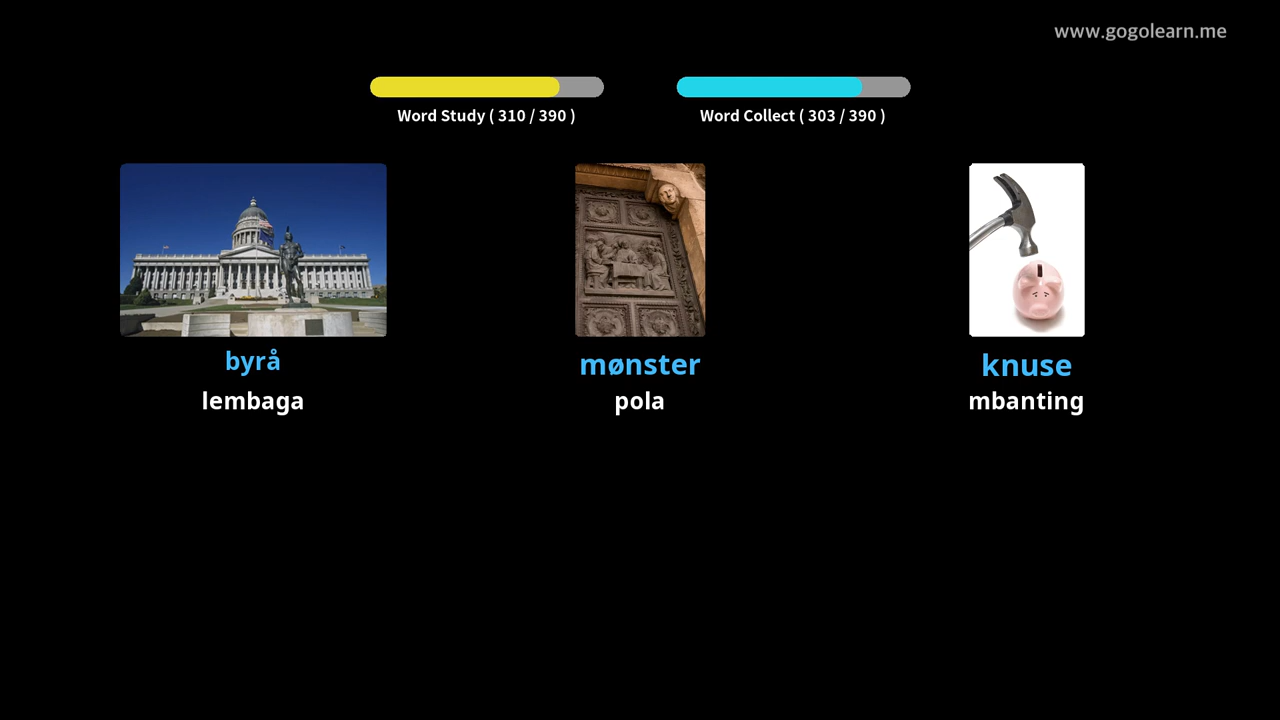 www.gogolearn.me
Word Study ( 310 / 390 )
Word Collect ( 303 / 390 )
byrå
mønster
knuse
lembaga
pola
mbanting